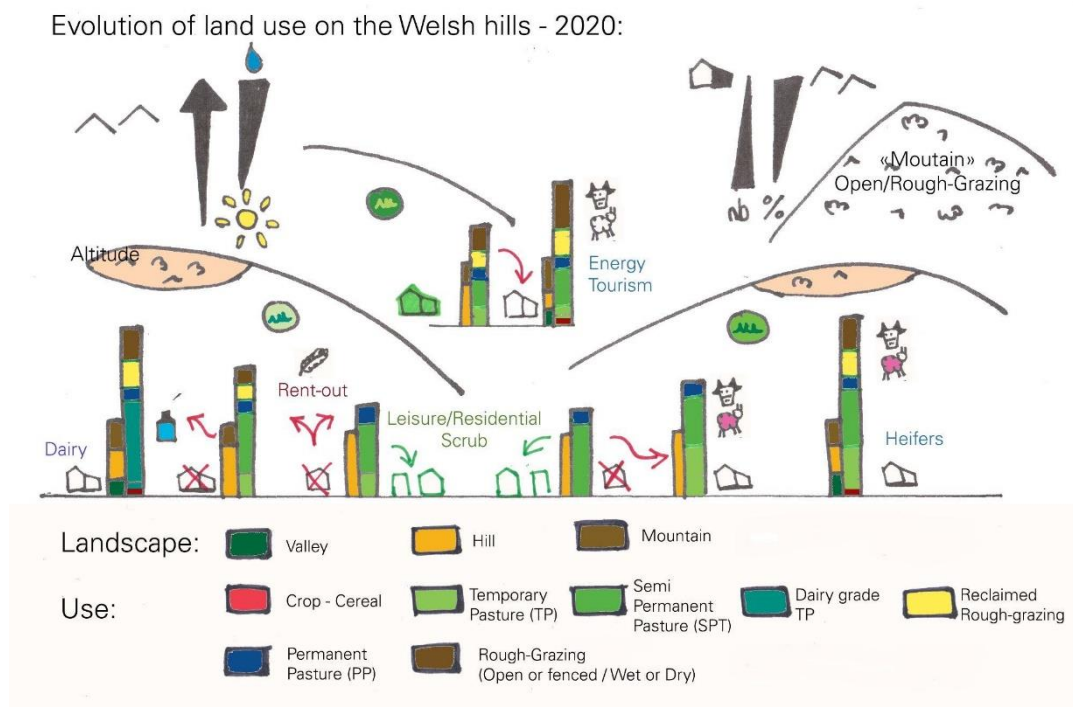 Evolution of land use on the Welsh hills - 2020:
«Moutain»
Open/Rough-Grazing
nb %
Altitude
Energy
Tourism
Rent-out
Leisure/Residential
Scrub
Dairy
Heifers
Landscape:
Valley
Hill
Mountain
Use:
Crop - Cereal
Temporary
Pasture (TP)
Semi
Permanent
Pasture (SPT)
Dairy grade
TP
Reclaimed
Rough-grazing
Permanent
Pasture (PP)
Rough-Grazing
(Open or fenced / Wet or Dry)